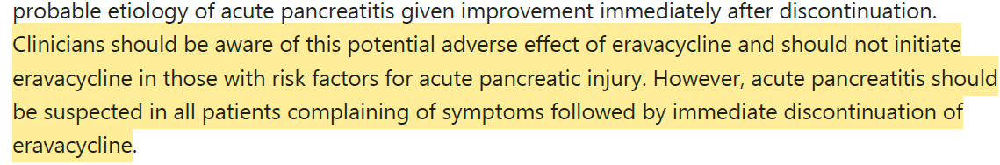 probable etiology of acute pancreatitis given improvement immediately after discontinuation.
Clinicians should be aware of this potential adverse effect of eravacycline and should not initiate
eravacycline in those with risk factors for acute pancreatic injury. However, acute pancreatitis should
be suspected in all patients complaining of symptoms followed by immediate discontinuation of
eravacycline.